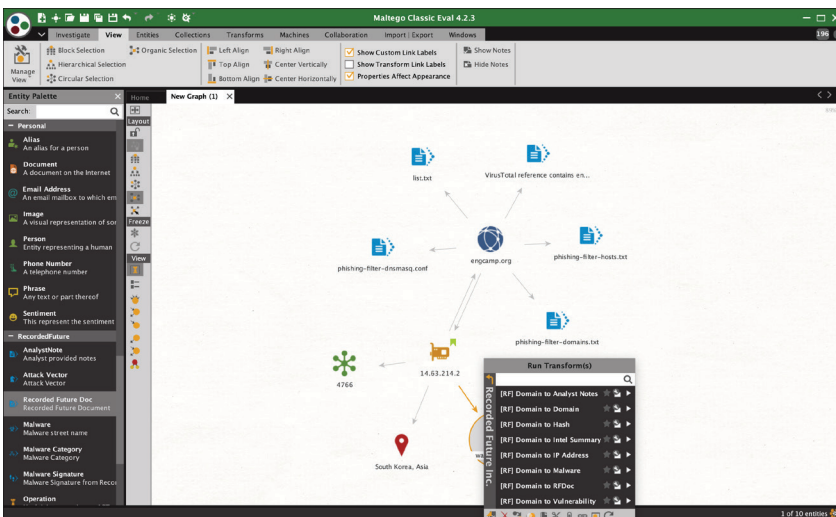 Maltego Classic Eval 4.2.3
Investigate View Entities Collections Transforms Machines Collaboration Import | Export Windows
196
Manage View
Block Selection
Hierarchical Selection
Circular Selection
Organic Selection
Left Align
Top Align
Bottom Align
Right Align
Center Vertically
Center Horizontally
Show Custom Link Labels
Show Transform Link Labels
Properties Affect Appearance
Show Notes
Hide Notes
Entity Palette
Search:
Personal
Alias
An alias for a person
Document
A document on the Internet
Email Address
An email mailbox to which em
Image
A visual representation of sor
Person
Entity representing a human
Phone Number
A telephone number
Phrase
Any text or part thereof
Sentiment
This represent the sentiment
RecordedFuture
AnalystNote
Analyst provided notes
Attack Vector
Attack Vector
Recorded Future Doc
Recorded Future Document
Malware
Malware street name
Malware Category
Malware Category
Malware Signature
Malware Signature from Recor
Operation
Home
New Graph (1)
Layout
Freeze
View
list.txt
VirusTotal reference contains en...
engcamp.org
phishing-filter-dnsmasq.conf
phishing-filter-hosts.txt
phishing-filter-domains.txt
14.63.214.2
4766
South Korea, Asia
wa
Run Transform(s)
Recorded Future Inc.
[RF] Domain to Analyst Notes
[RF] Domain to Domain
[RF] Domain to Hash
[RF] Domain to Intel Summary
[RF] Domain to IP Address
[RF] Domain to Malware
[RF] Domain to RFDoc
[RF] Domain to Vulnerability
1 of 10 entities